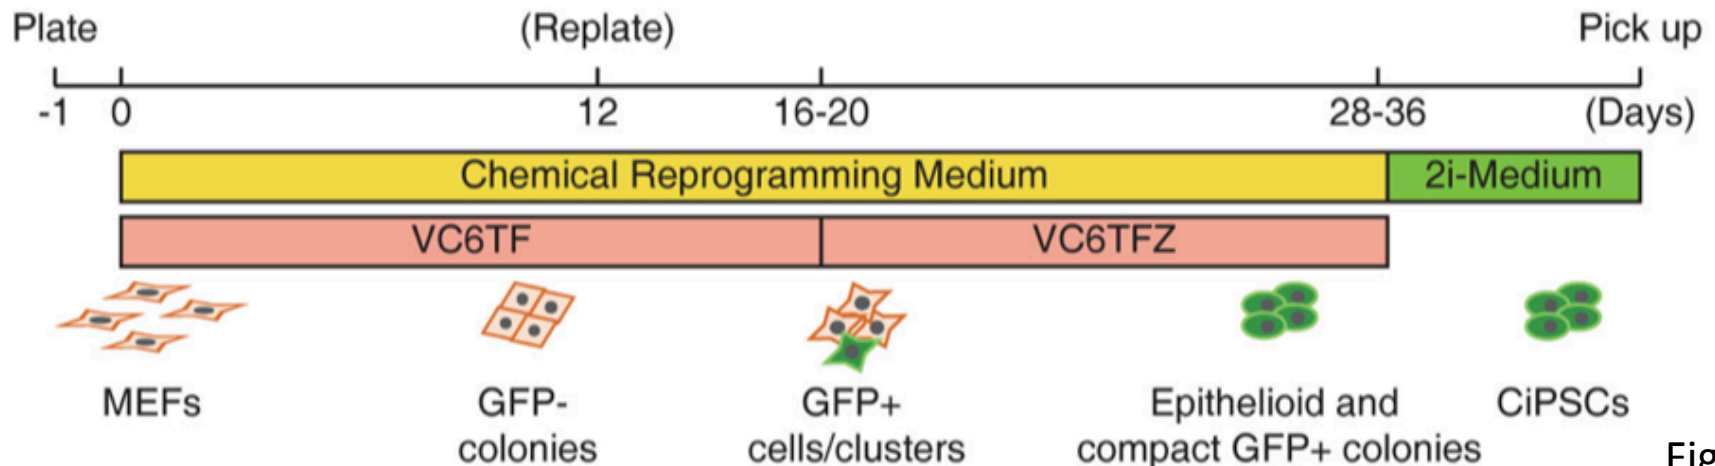 Plate (Replate) Pick up
-1 0 12 16-20 28-36 (Days)
Chemical Reprogramming Medium 2i-Medium
VC6TF VC6TFZ
MEFs GFP- GFP+ Epithelioid and CiPSCs
colonies cells/clusters compact GFP+ colonies
Fig